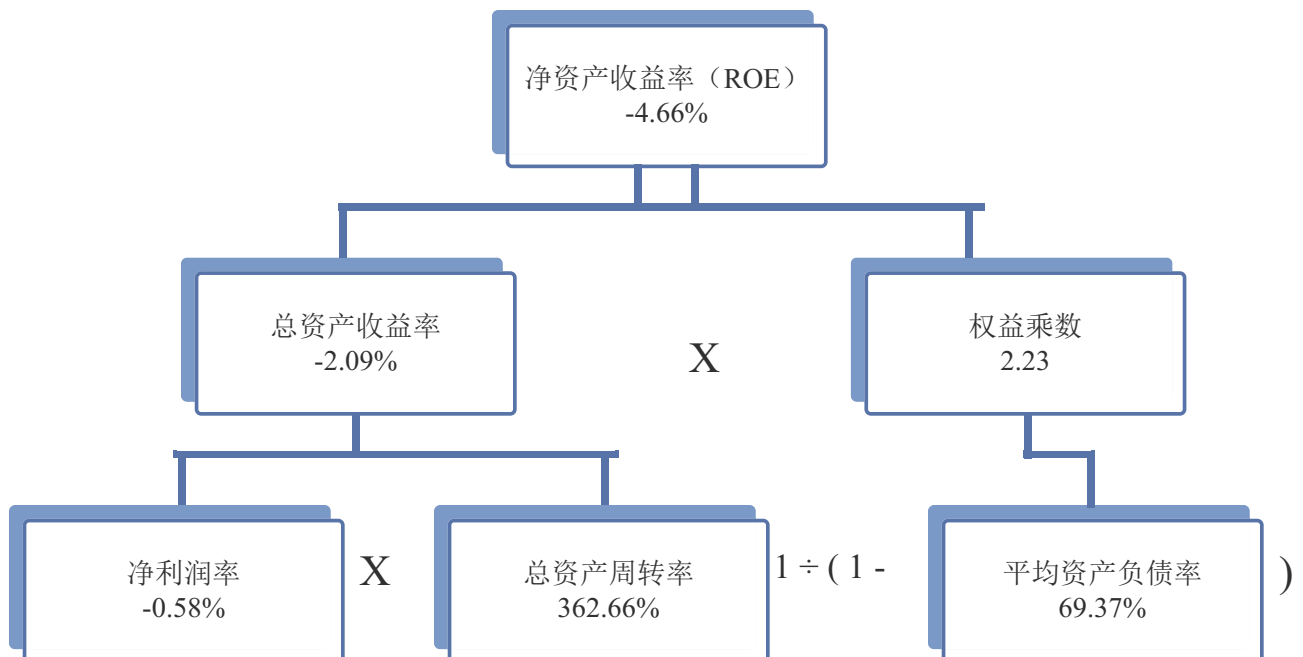 净资产收益率（ROE）
-4.66%
总资产收益率
-2.09%
X
权益乘数
2.23
净利润率
-0.58%
X
总资产周转率
362.66%
1 ÷ ( 1 -
平均资产负债率
69.37%
)